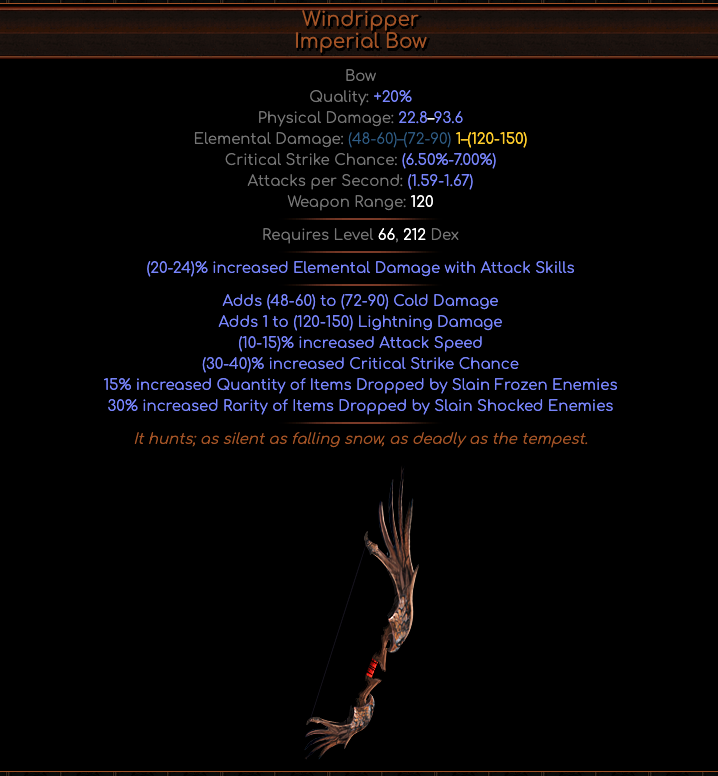 Windripper
Imperial Bow
Bow
Quality: +20%
Physical Damage: 22.8–93.6
Elemental Damage: (48-60)–(72-90) 1–(120-150)
Critical Strike Chance: (6.50%-7.00%)
Attacks per Second: (1.59-1.67)
Weapon Range: 120
Requires Level 66, 212 Dex
(20-24)% increased Elemental Damage with Attack Skills
Adds (48-60) to (72-90) Cold Damage
Adds 1 to (120-150) Lightning Damage
(10-15)% increased Attack Speed
(30-40)% increased Critical Strike Chance
15% increased Quantity of Items Dropped by Slain Frozen Enemies
30% increased Rarity of Items Dropped by Slain Shocked Enemies
It hunts; as silent as falling snow, as deadly as the tempest.